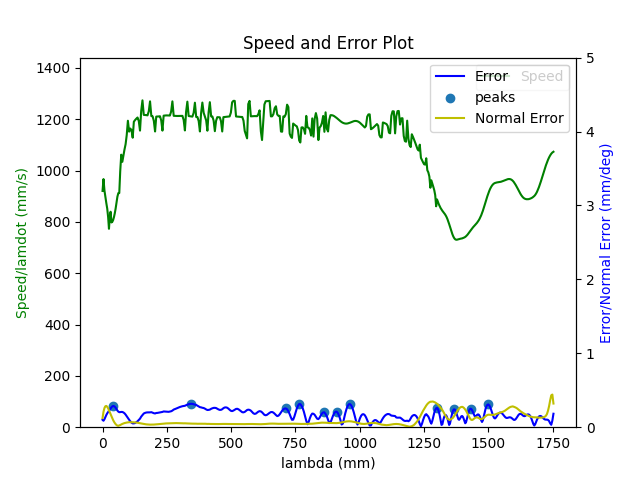 Speed and Error Plot
1400
1200
1000
800
600
400
200
0
Speed/lamdot (mm/s)
5
4
3
2
1
0
Error/Normal Error (mm/deg)
Speed
Error
peaks
Normal Error
0
250
500
750
1000
1250
1500
1750
lambda (mm)